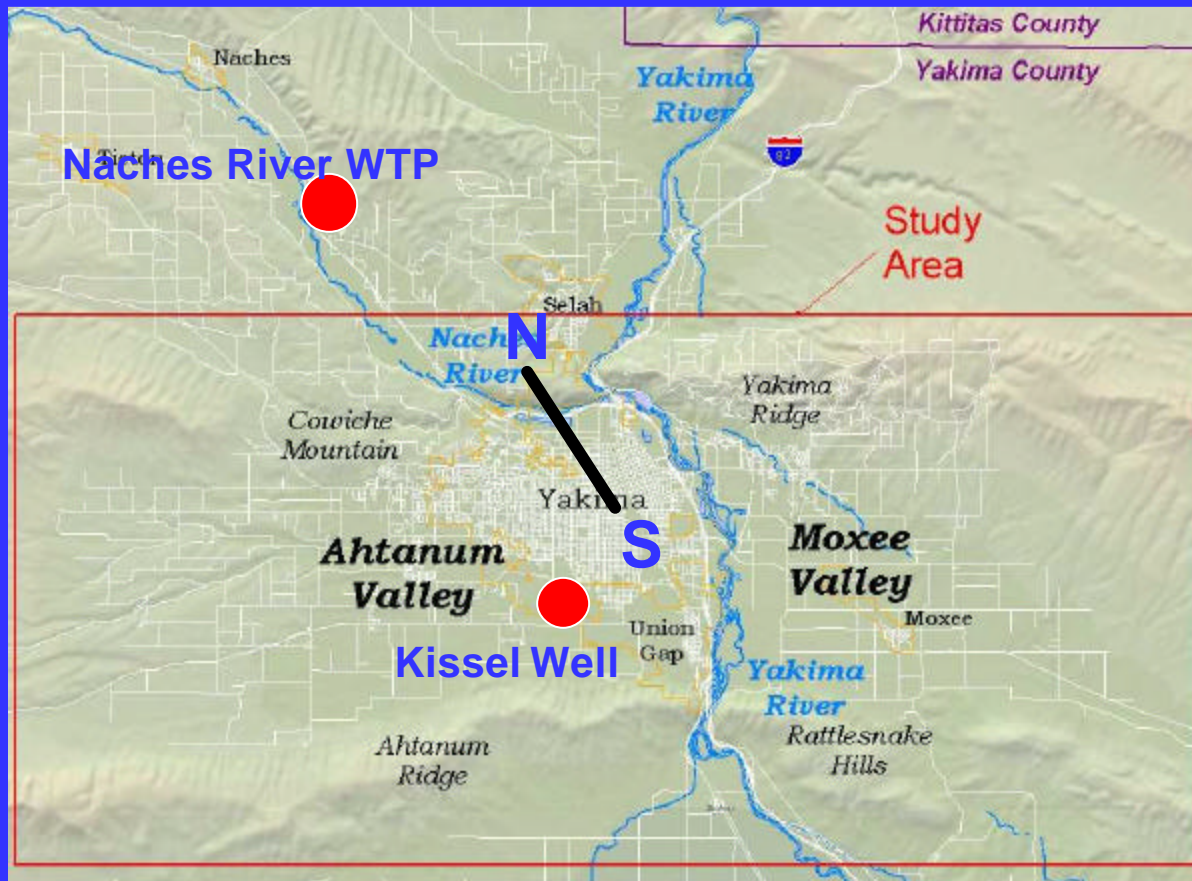 Kittitas County
Naches
Yakima
River
Yakima County
82
Tieton
Naches River WTP
Study
Area
Selah
Naches
River
N
Yakima
Ridge
Cowiche
Mountain
Yakima
S
Ahtanum
Valley
Moxee
Valley
Moxee
Union
Gap
Kissel Well
Yakima
River
Ahtanum
Ridge
Rattlesnake
Hills